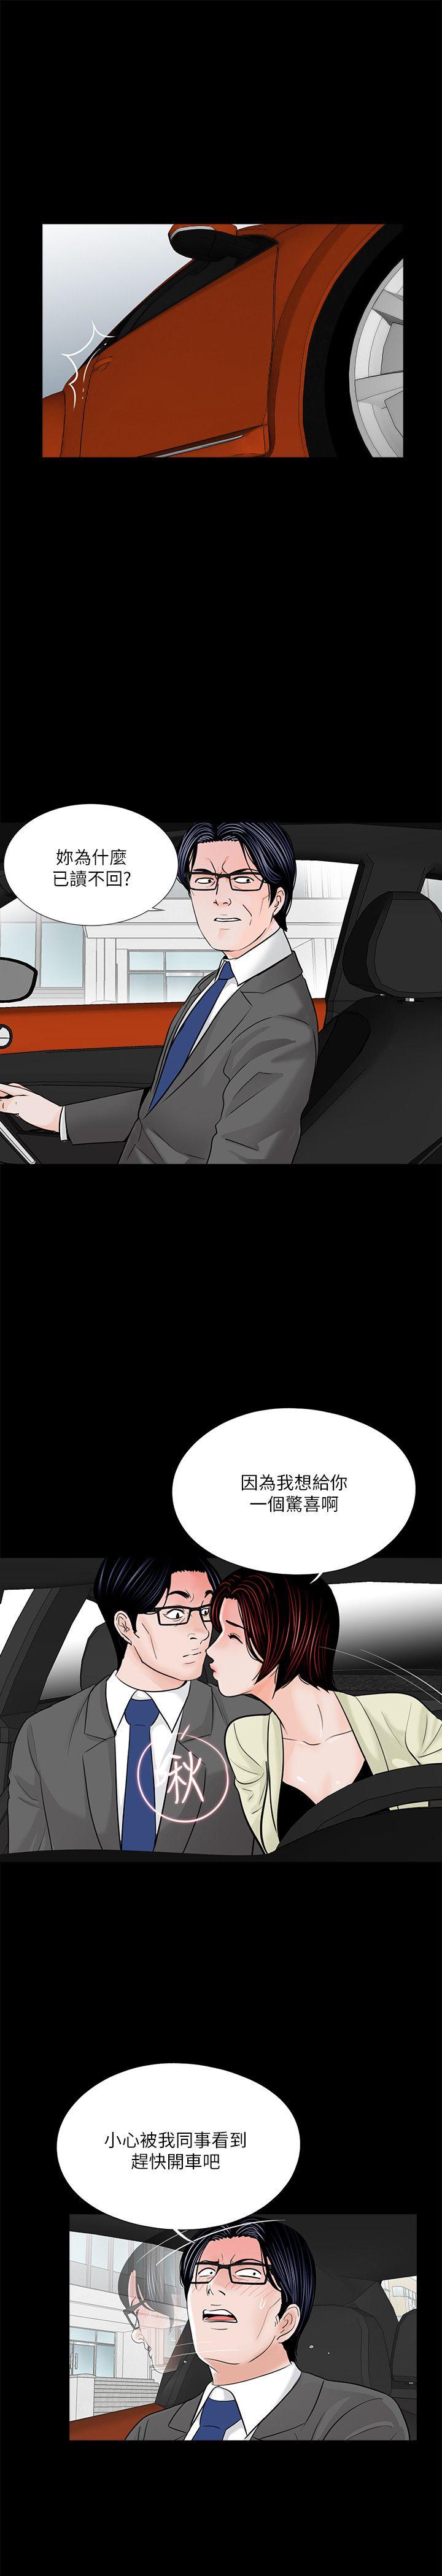 妳為什麼
已讀不回?
因為我想給你
一個驚喜啊
啾
小心被我同事看到
趕快開車吧